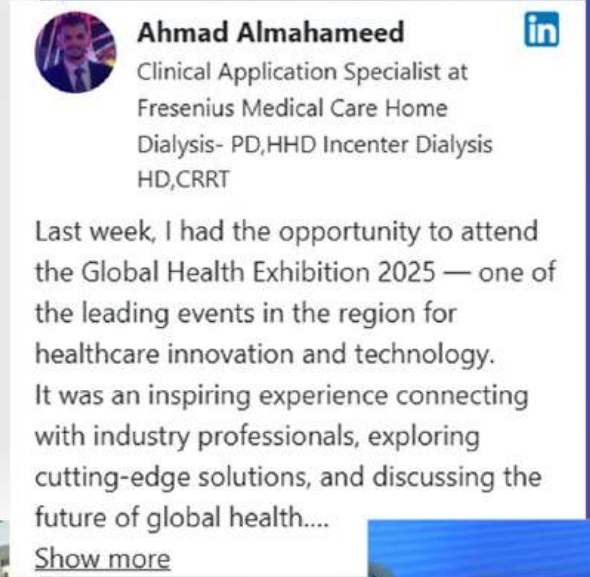 Ahmad Almahameed
in
Clinical Application Specialist at
Fresenius Medical Care Home
Dialysis- PD,HHD Incenter Dialysis
HD,CRRT
Last week, I had the opportunity to attend
the Global Health Exhibition 2025 — one of
the leading events in the region for
healthcare innovation and technology.
It was an inspiring experience connecting
with industry professionals, exploring
cutting-edge solutions, and discussing the
future of global health....
Show more